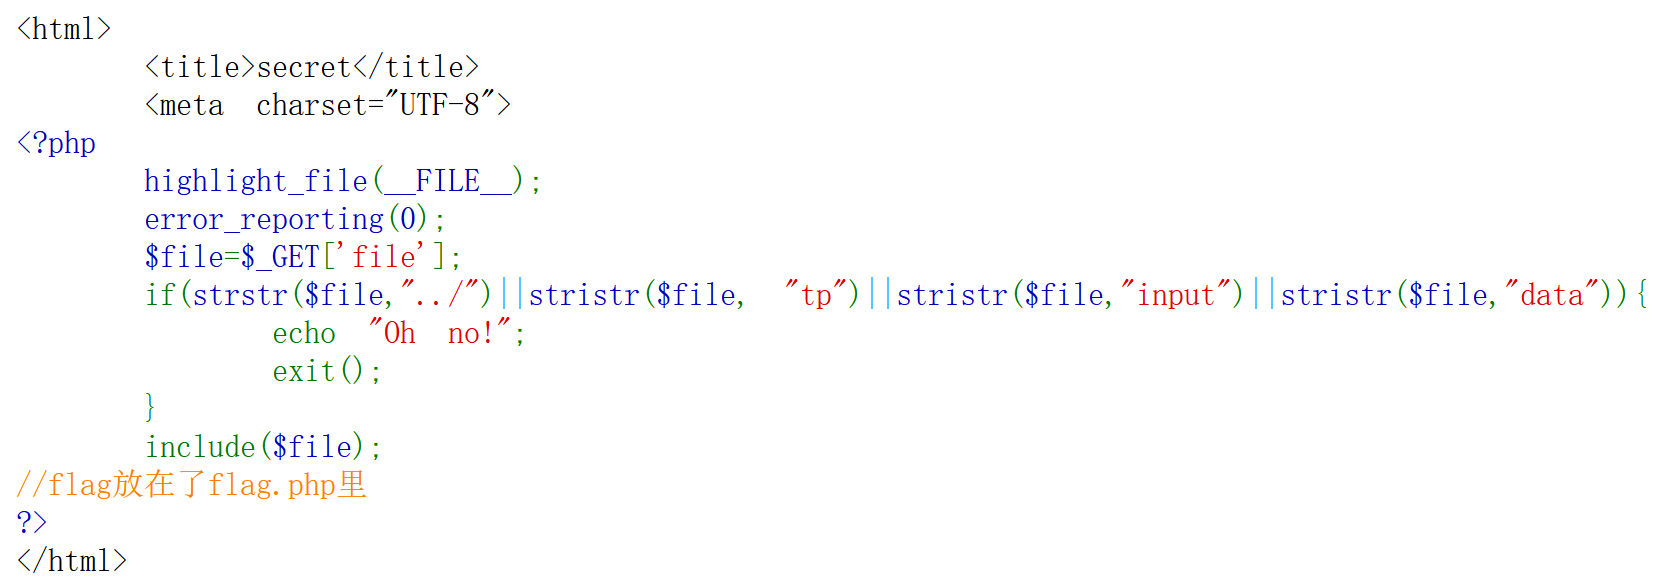 <html>
<title>secret</title>
<meta charset="UTF-8">
<?php
highlight_file(__FILE__);
error_reporting(0);
$file=$_GET['file'];
if(strstr($file,"../")||stristr($file, "tp")||stristr($file,"input")||stristr($file,"data")){
echo "Oh no!";
exit();
}
include($file);
//flag放在了flag.php里
?>
</html>